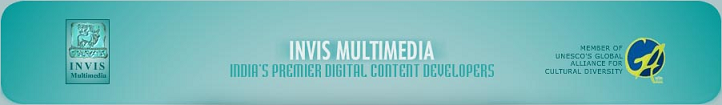 INVIS
Multimedia
INVIS MULTIMEDIA
INDIA'S PREMIER DIGITAL CONTENT DEVELOPERS
MEMBER OF
UNESCO'S GLOBAL
ALLIANCE FOR
CULTURAL DIVERSITY